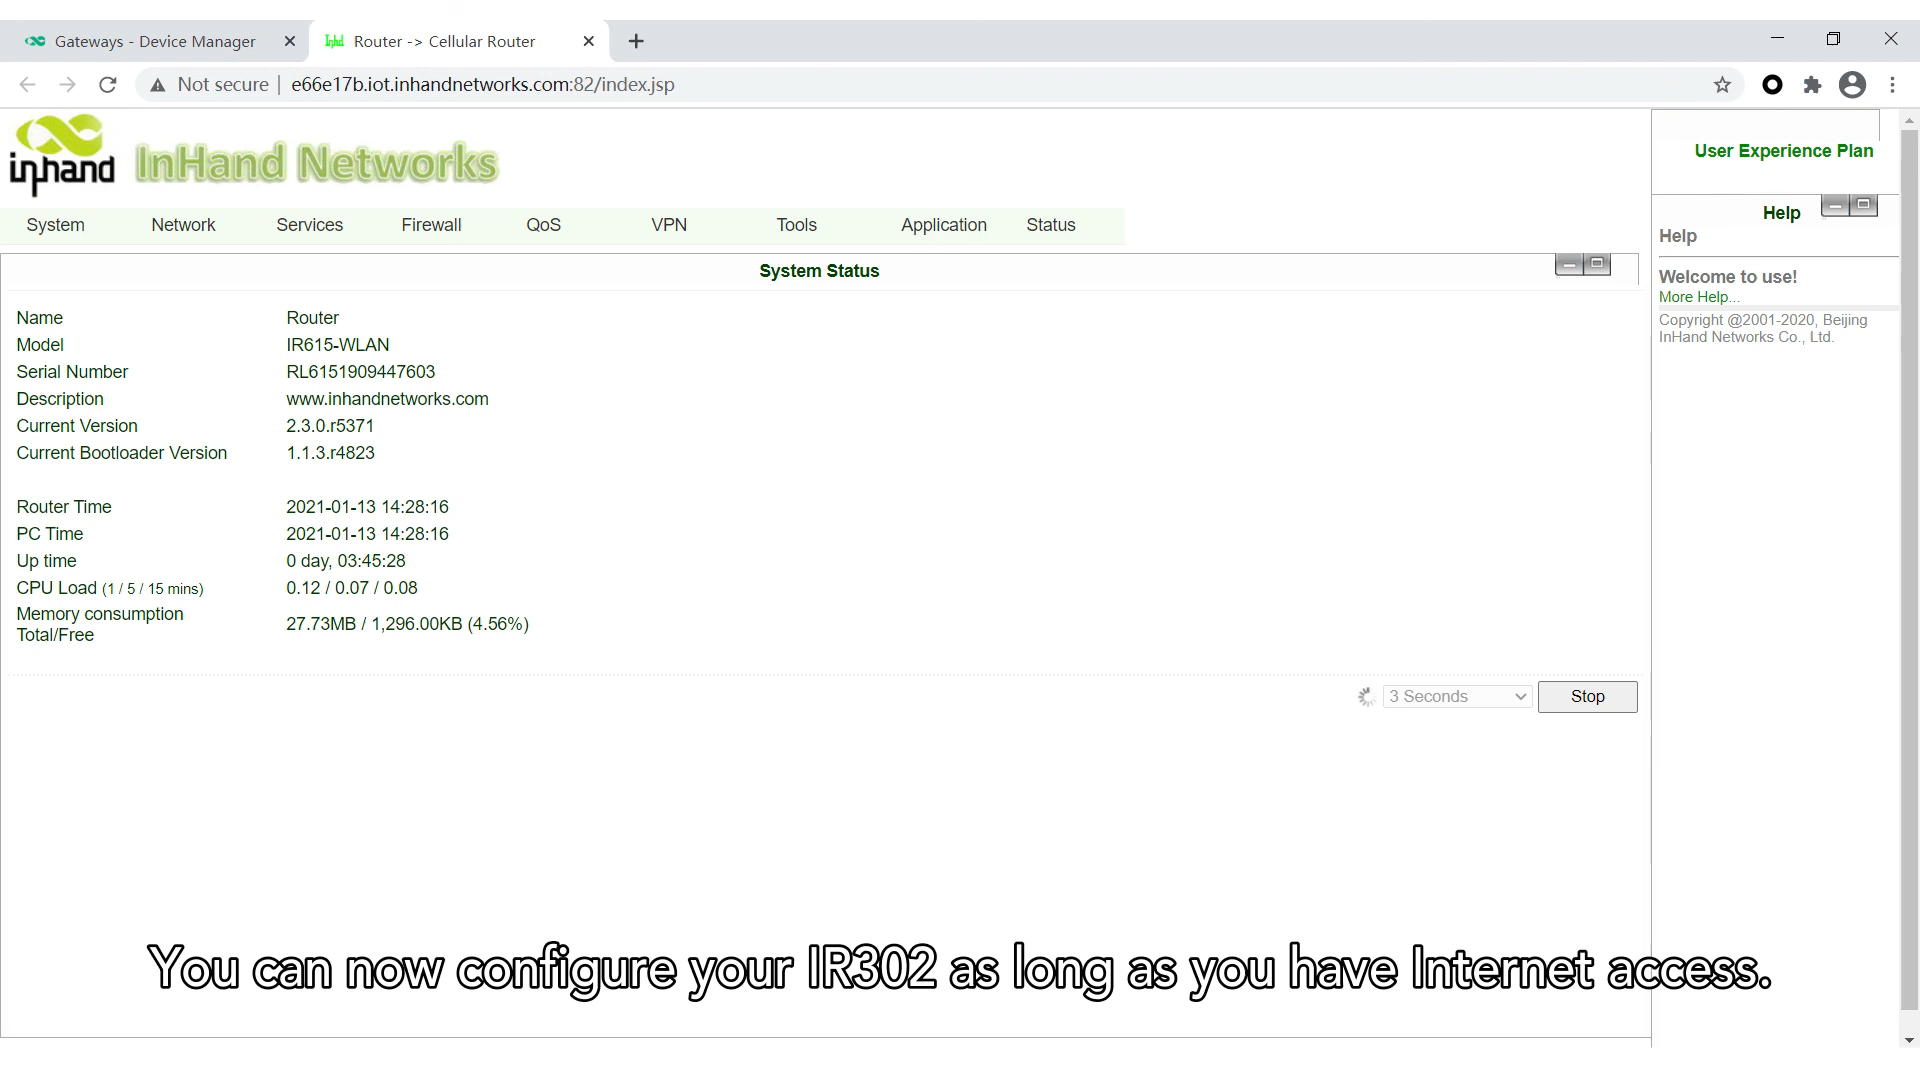 Gateways - Device Manager
Router -> Cellular Router
Not secure
e66e17b.iot.inhandnetworks.com:82/index.jsp
inhand
InHand Networks
System Network Services Firewall QoS VPN Tools Application Status
System Status
Name Router
Model IR615-WLAN
Serial Number RL6151909447603
Description www.inhandnetworks.com
Current Version 2.3.0.r5371
Current Bootloader Version 1.1.3.r4823
Router Time 2021-01-13 14:28:16
PC Time 2021-01-13 14:28:16
Up time 0 day, 03:45:28
CPU Load (1 / 5 / 15 mins) 0.12 / 0.07 / 0.08
Memory consumption
Total/Free 27.73MB / 1,296.00KB (4.56%)
3 Seconds Stop
User Experience Plan
Help
Help
Welcome to use!
More Help...
Copyright @2001-2020, Beijing
InHand Networks Co., Ltd.
You can now configure your IR302 as long as you have Internet access.